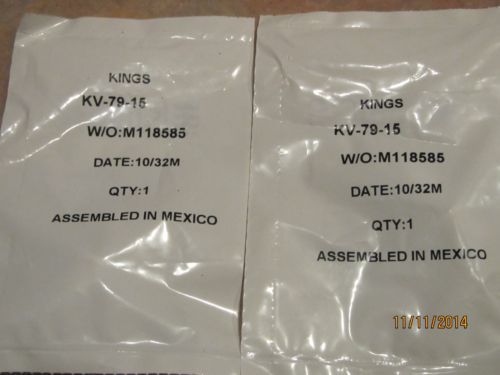 KINGS
KV-79-15
W/O:M118585
DATE:10/32M
QTY:1
ASSEMBLED IN MEXICO
KINGS
KV-79-15
W/O:M118585
DATE:10/32M
QTY:1
ASSEMBLED IN MEXICO
11/11/2014